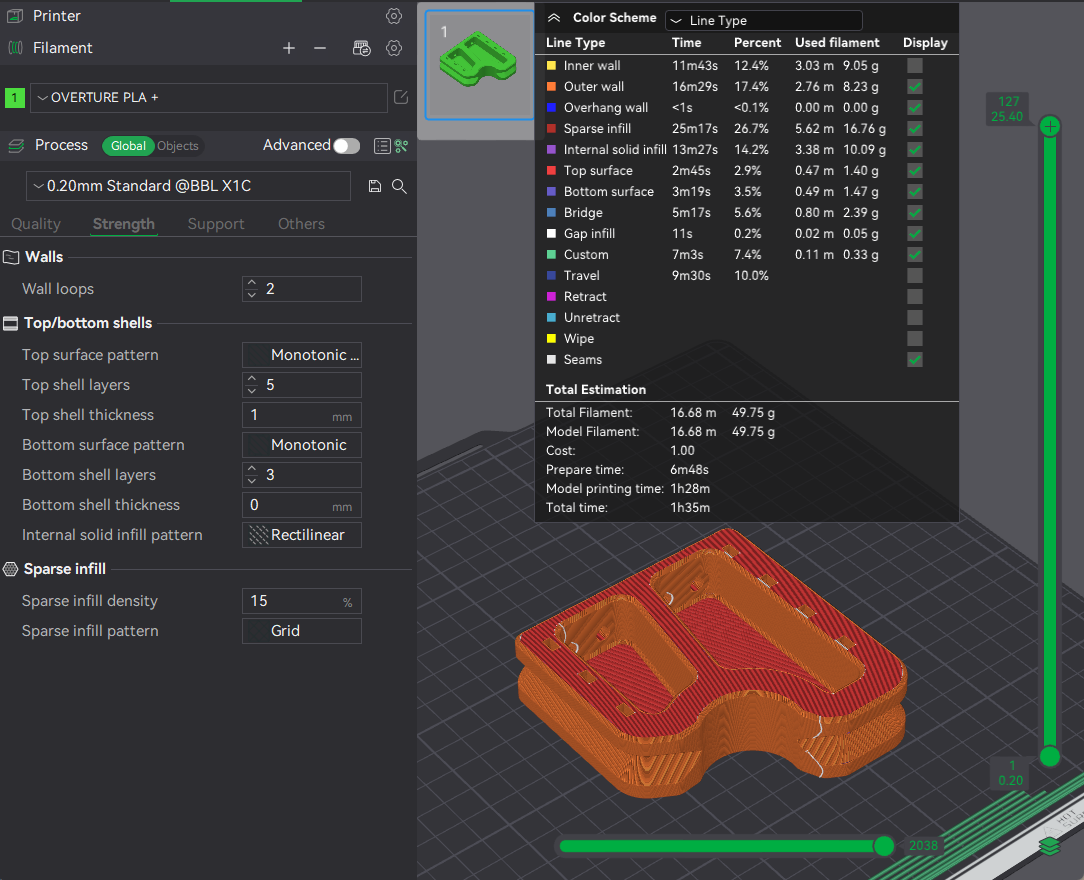 Printer
Filament
1 OVERTURE PLA +
Process Global Objects Advanced
0.20mm Standard @BBL X1C
Quality Strength Support Others
Walls
Wall loops 2
Top/bottom shells
Top surface pattern Monotonic ...
Top shell layers 5
Top shell thickness 1 mm
Bottom surface pattern Monotonic
Bottom shell layers 3
Bottom shell thickness 0 mm
Internal solid infill pattern Rectilinear
Sparse infill
Sparse infill density 15 %
Sparse infill pattern Grid
1
Color Scheme Line Type
Line Type Time Percent Used filament Display
Inner wall 11m43s 12.4% 3.03 m 9.05 g
Outer wall 16m29s 17.4% 2.76 m 8.23 g
Overhang wall <1s <0.1% 0.00 m 0.00 g
Sparse infill 25m17s 26.7% 5.62 m 16.76 g
Internal solid infill 13m27s 14.2% 3.38 m 10.09 g
Top surface 2m45s 2.9% 0.47 m 1.40 g
Bottom surface 3m19s 3.5% 0.49 m 1.47 g
Bridge 5m17s 5.6% 0.80 m 2.39 g
Gap infill 11s 0.2% 0.02 m 0.05 g
Custom 7m3s 7.4% 0.11 m 0.33 g
Travel 9m30s 10.0%
Retract
Unretract
Wipe
Seams
Total Estimation
Total Filament: 16.68 m 49.75 g
Model Filament: 16.68 m 49.75 g
Cost: 1.00
Prepare time: 6m48s
Model printing time: 1h28m
Total time: 1h35m
127
25.40
1
0.20
2038
HOT